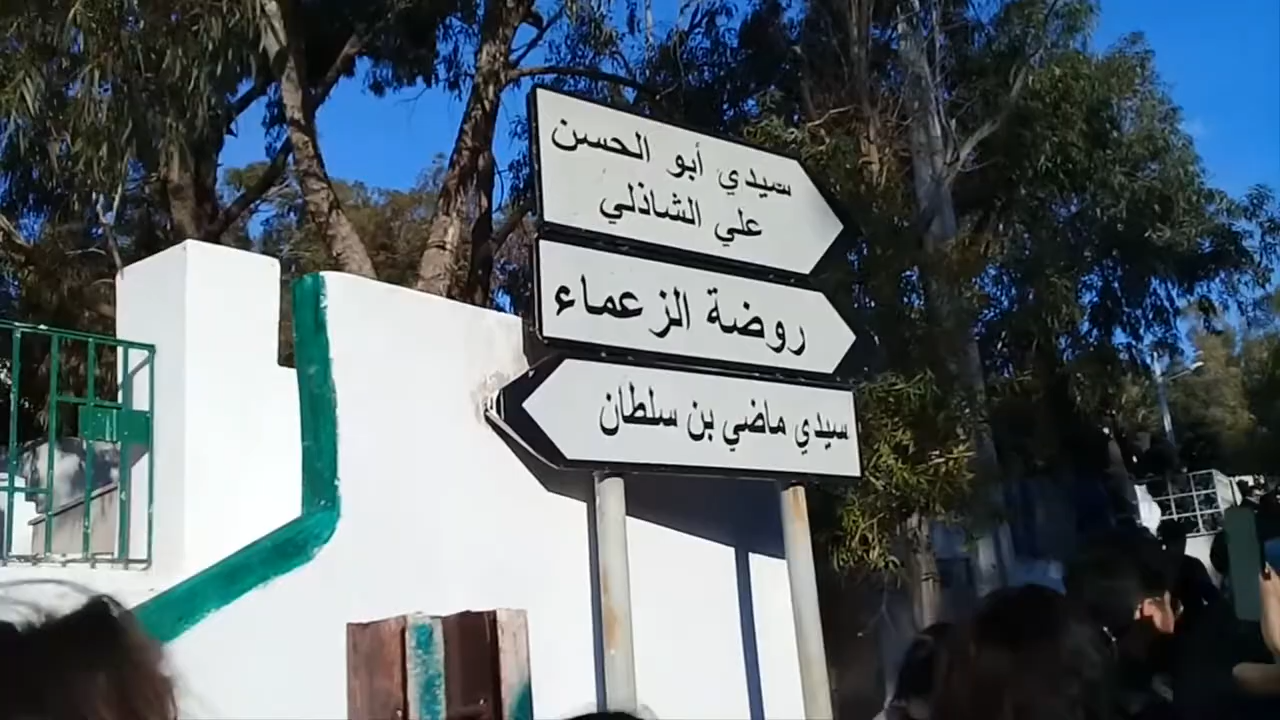 سيدي أبو الحسن
علي الشاذلي
روضة الزعماء
سيدي ماضي بن سلطان